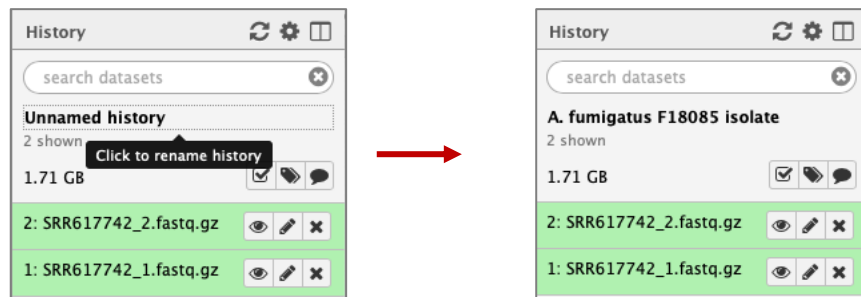 History
search datasets
Unnamed history
2 shown
Click to rename history
1.71 GB
2: SRR617742_2.fastq.gz
1: SRR617742_1.fastq.gz
History
search datasets
A. fumigatus F18085 isolate
2 shown
1.71 GB
2: SRR617742_2.fastq.gz
1: SRR617742_1.fastq.gz